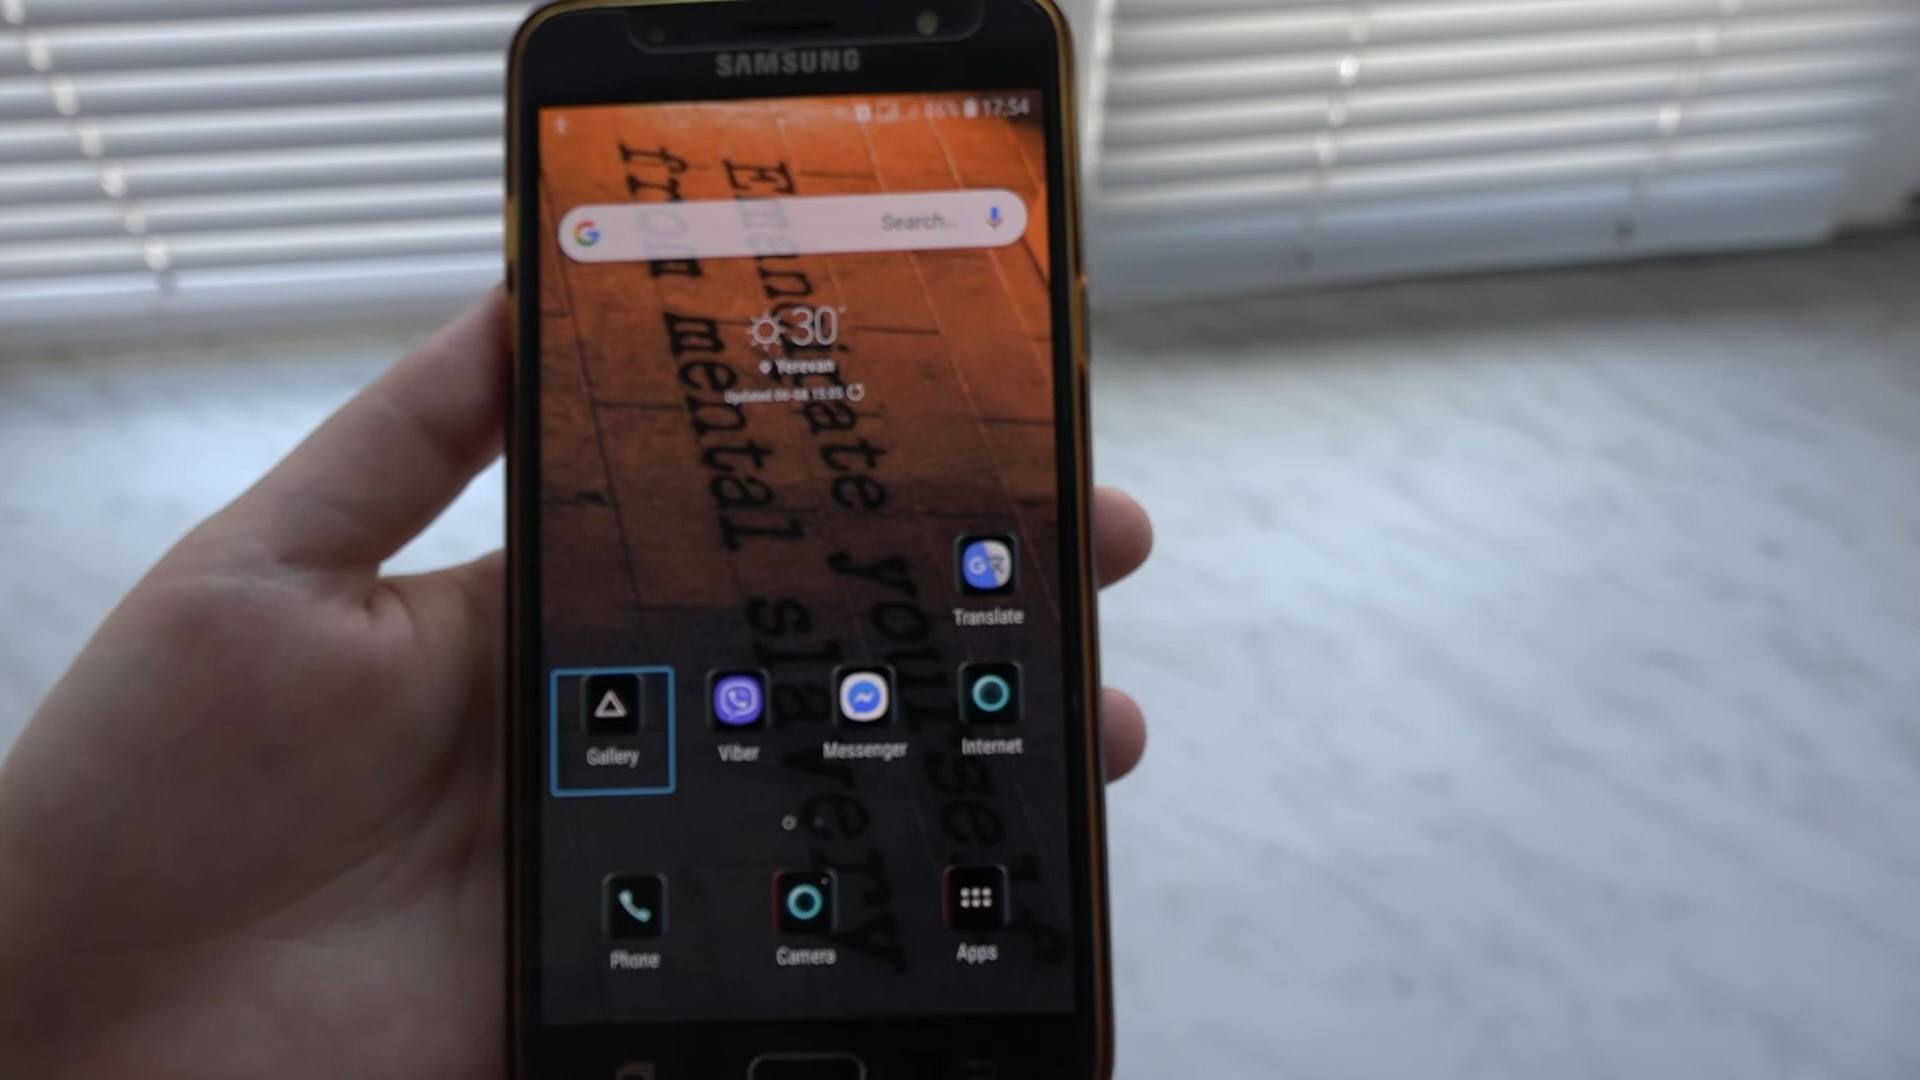 SAMSUNG
86% 17:54
Search...
Emancipate yourself
from mental slavery
30°
Yerevan
Updated 06-08 15:05
Translate
Gallery
Viber
Messenger
Internet
Phone
Camera
Apps